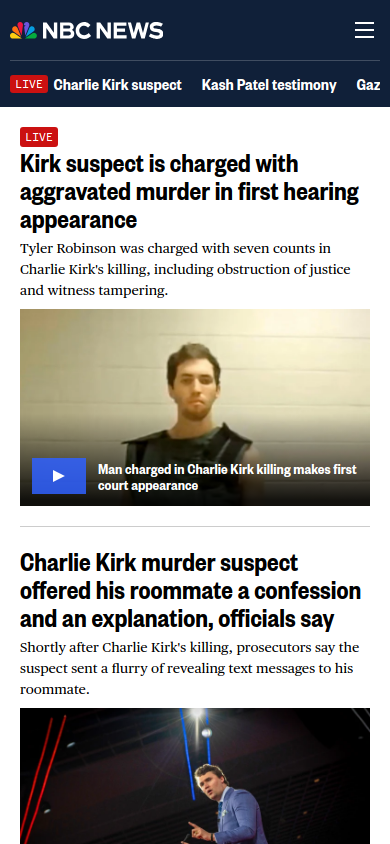 NBC NEWS
LIVE Charlie Kirk suspect Kash Patel testimony Gaz
LIVE
Kirk suspect is charged with
aggravated murder in first hearing
appearance
Tyler Robinson was charged with seven counts in
Charlie Kirk's killing, including obstruction of justice
and witness tampering.
Man charged in Charlie Kirk killing makes first
court appearance
Charlie Kirk murder suspect
offered his roommate a confession
and an explanation, officials say
Shortly after Charlie Kirk's killing, prosecutors say the
suspect sent a flurry of revealing text messages to his
roommate.